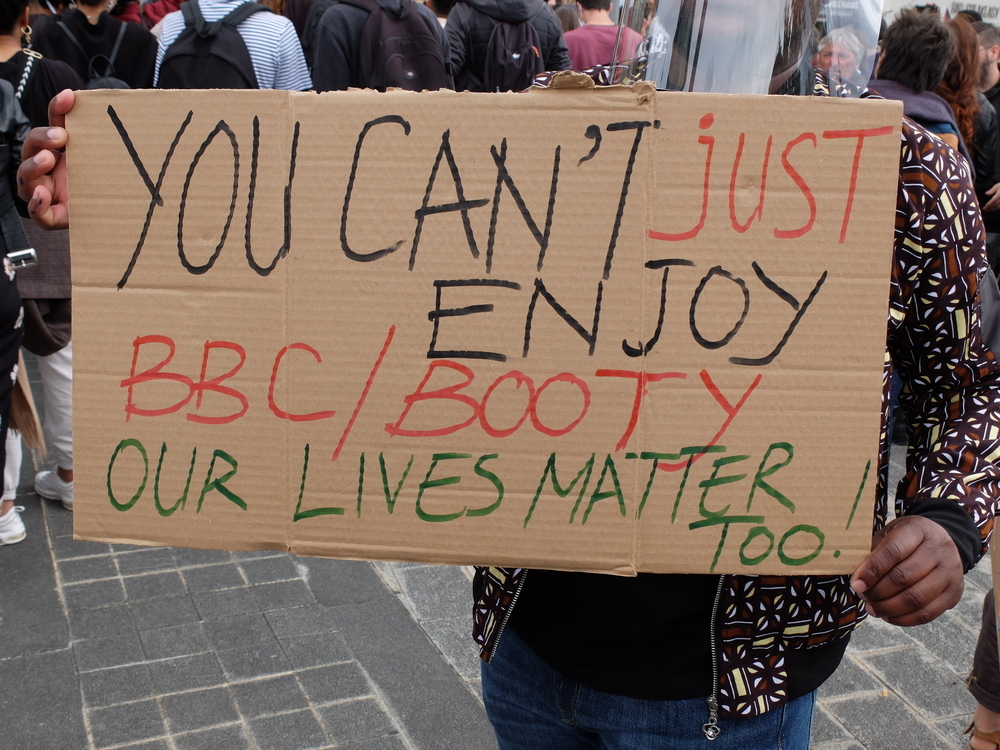 YOU CAN'T JUST
ENJOY
BBC/BOOTY
OUR LIVES MATTER !
TOO.